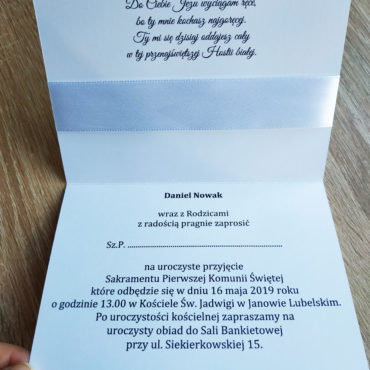 Do Ciebie Jezu wyciągam ręce,
bo ty mnie kochasz najgoręcej.
Ty mi się dzisiaj oddajesz cały
w tej przenajświętszej Hostii białej.
Daniel Nowak
wraz z Rodzicami
z radością pragnie zaprosić
Sz.P. ......................................................................
na uroczyste przyjęcie
Sakramentu Pierwszej Komunii Świętej
które odbędzie się w dniu 16 maja 2019 roku
o godzinie 13.00 w Kościele Św. Jadwigi w Janowie Lubelskim.
Po uroczystości kościelnej zapraszamy na
uroczysty obiad do Sali Bankietowej
przy ul. Siekierkowskiej 15.